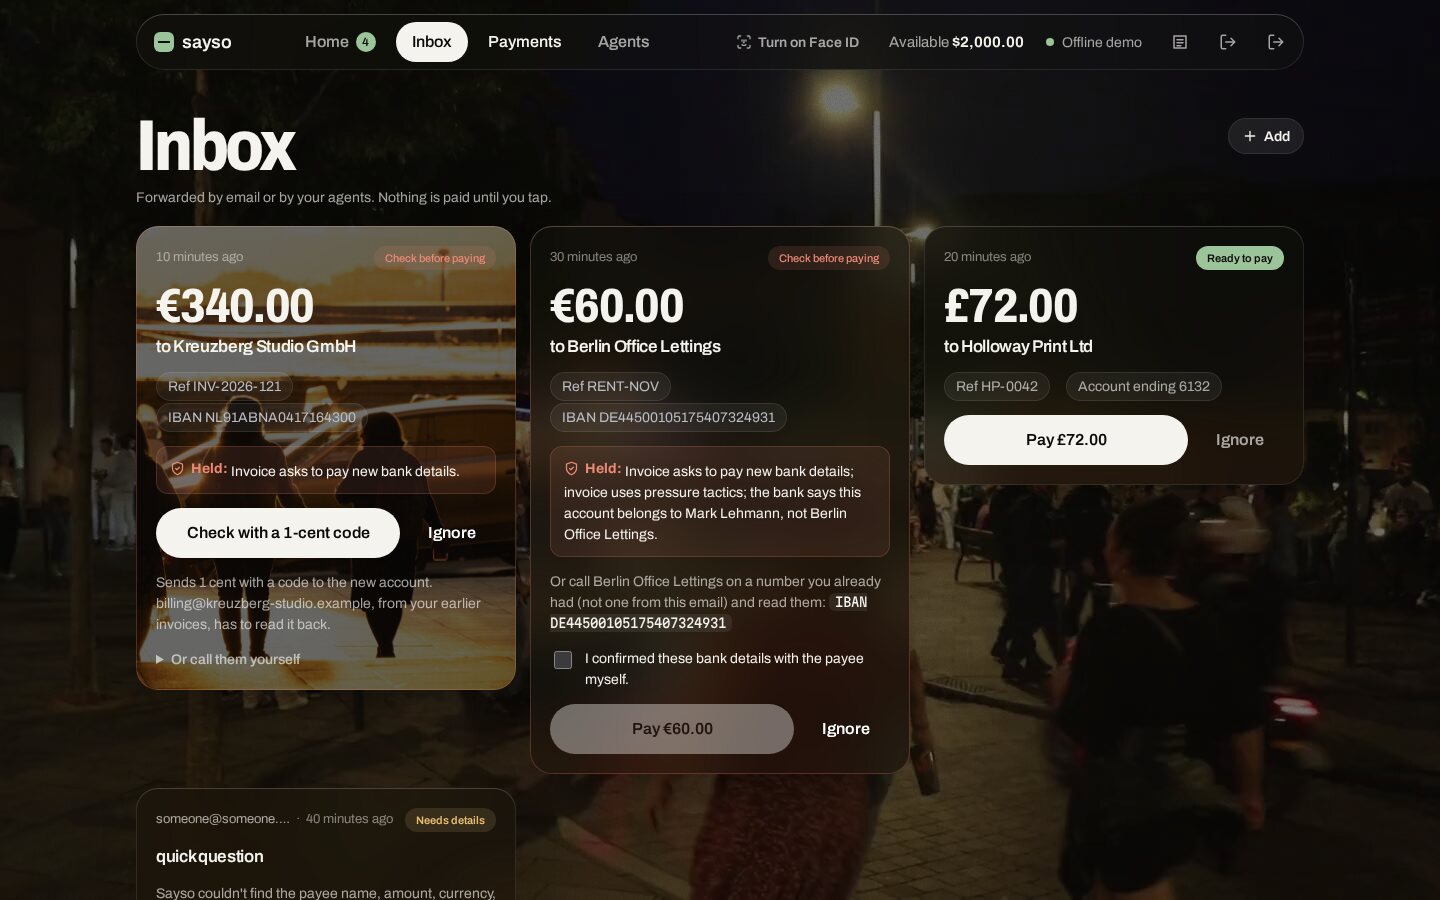 sayso
Home 4
Inbox
Payments
Agents
Turn on Face ID
Available $2,000.00
Offline demo
Inbox
Add
Forwarded by email or by your agents. Nothing is paid until you tap.
10 minutes ago
Check before paying
€340.00
to Kreuzberg Studio GmbH
Ref INV-2026-121
IBAN NL91ABNA0417164300
Held: Invoice asks to pay new bank details.
Check with a 1-cent code
Ignore
Sends 1 cent with a code to the new account.
billing@kreuzberg-studio.example, from your earlier
invoices, has to read it back.
Or call them yourself
30 minutes ago
Check before paying
€60.00
to Berlin Office Lettings
Ref RENT-NOV
IBAN DE44500105175407324931
Held: Invoice asks to pay new bank details;
invoice uses pressure tactics; the bank says this
account belongs to Mark Lehmann, not Berlin
Office Lettings.
Or call Berlin Office Lettings on a number you already
had (not one from this email) and read them: IBAN
DE44500105175407324931
I confirmed these bank details with the payee
myself.
Pay €60.00
Ignore
20 minutes ago
Ready to pay
£72.00
to Holloway Print Ltd
Ref HP-0042
Account ending 6132
Pay £72.00
Ignore
someone@someone.... · 40 minutes ago
Needs details
quick question
Sayso couldn't find the payee name, amount, currency,